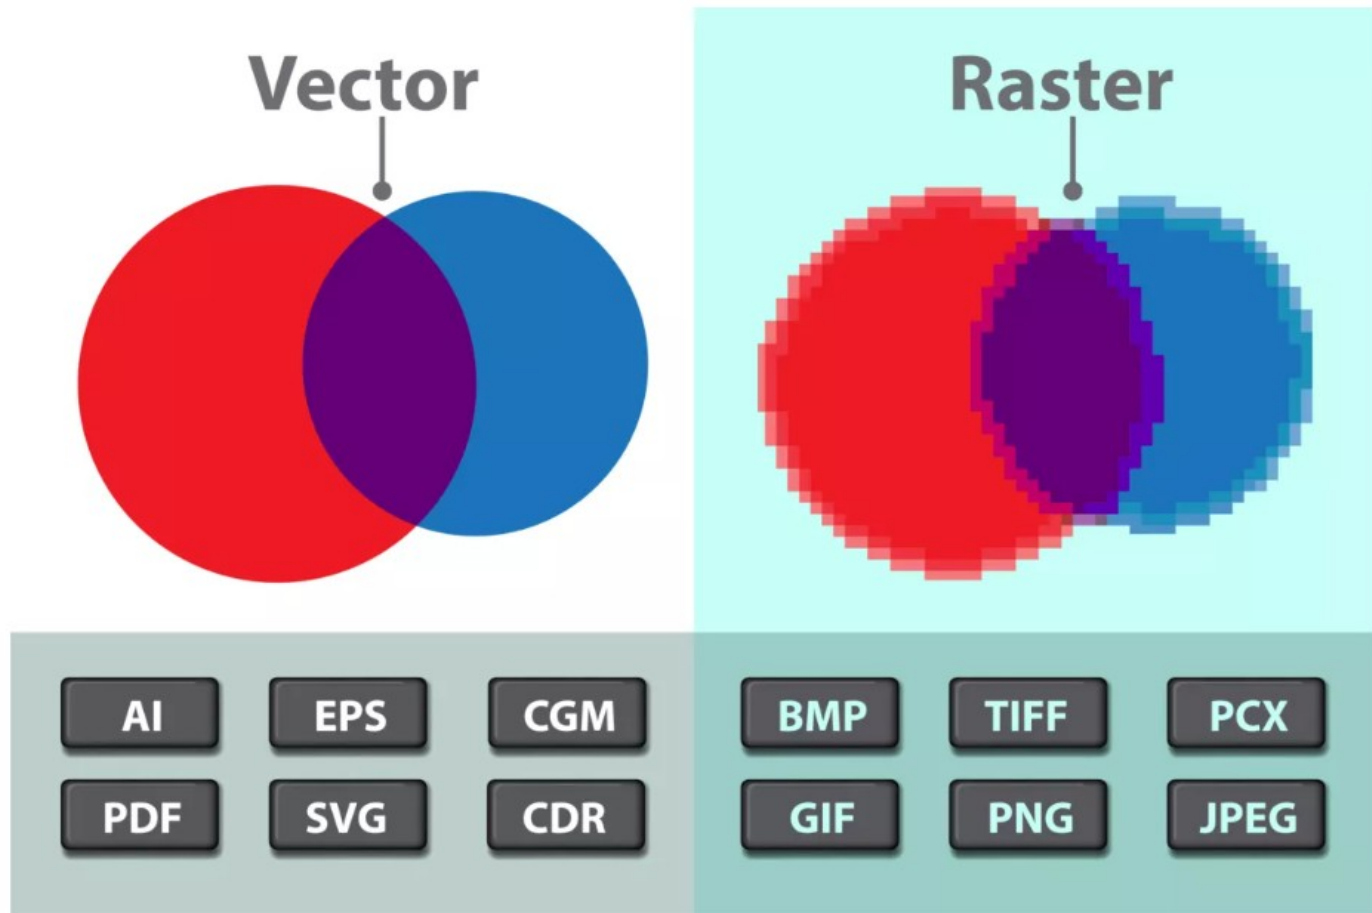 Vector
Raster
AI
EPS
CGM
PDF
SVG
CDR
BMP
TIFF
PCX
GIF
PNG
JPEG